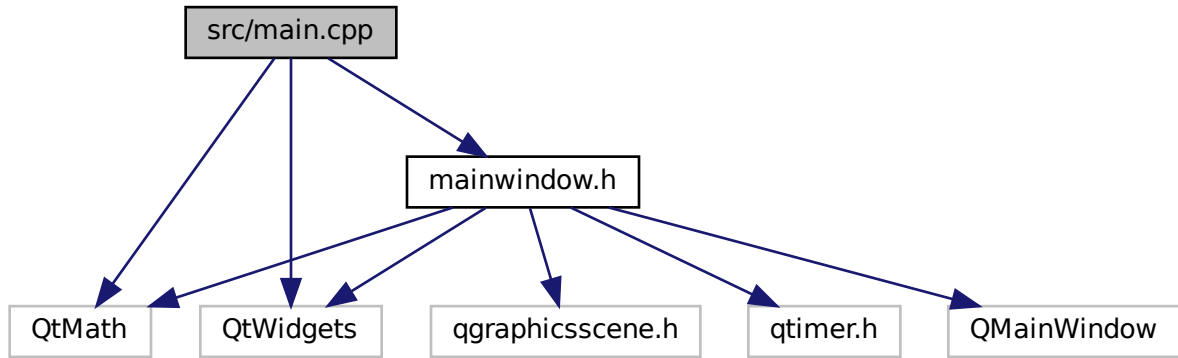 src/main.cpp
mainwindow.h
QtMath
QtWidgets
qgraphicsscene.h
qtimer.h
QMainWindow